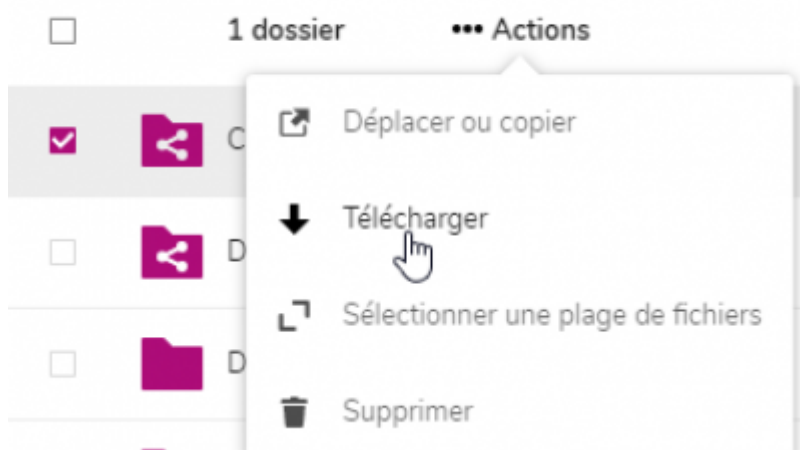 1 dossier ••• Actions
Déplacer ou copier
C
Télécharger
D
Sélectionner une plage de fichiers
D
Supprimer